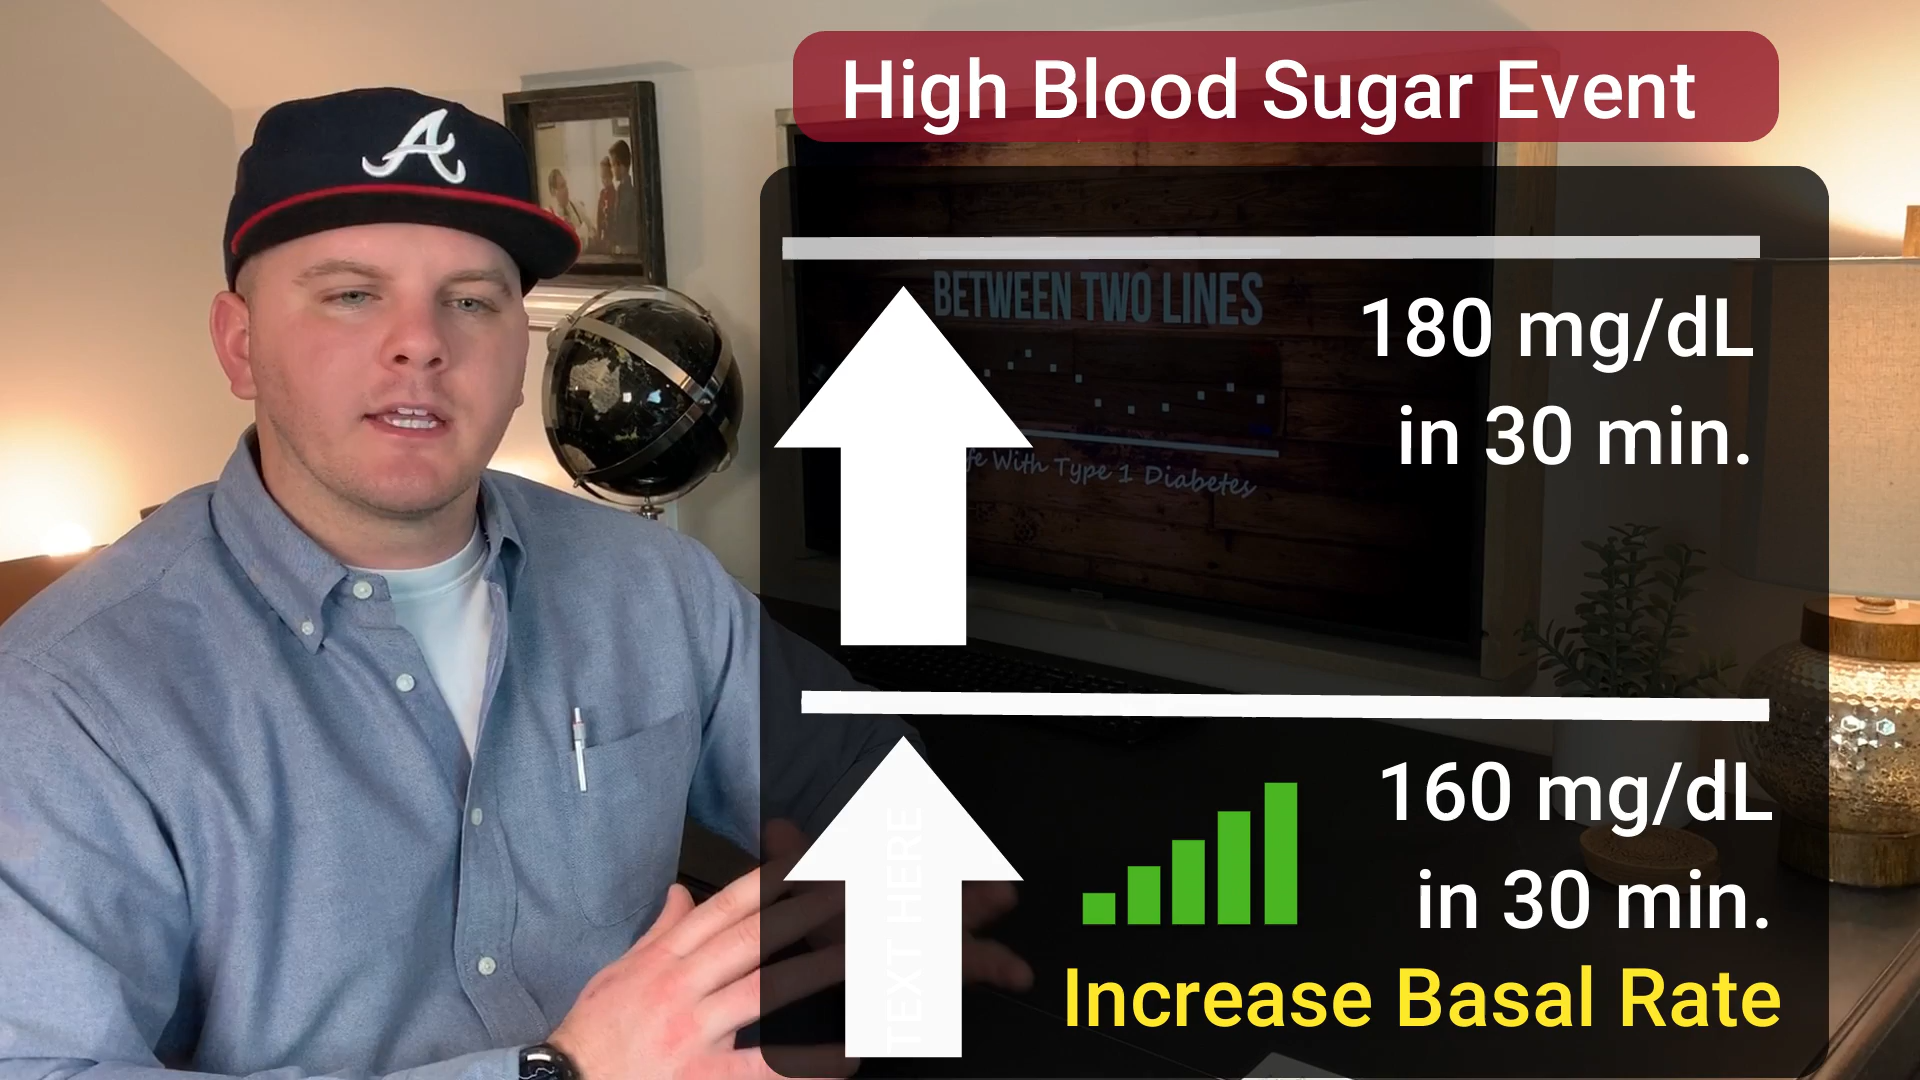 A
High Blood Sugar Event
BETWEEN TWO LINES
180 mg/dL
in 30 min.
With Type 1 Diabetes
160 mg/dL
in 30 min.
TEXT HERE
Increase Basal Rate